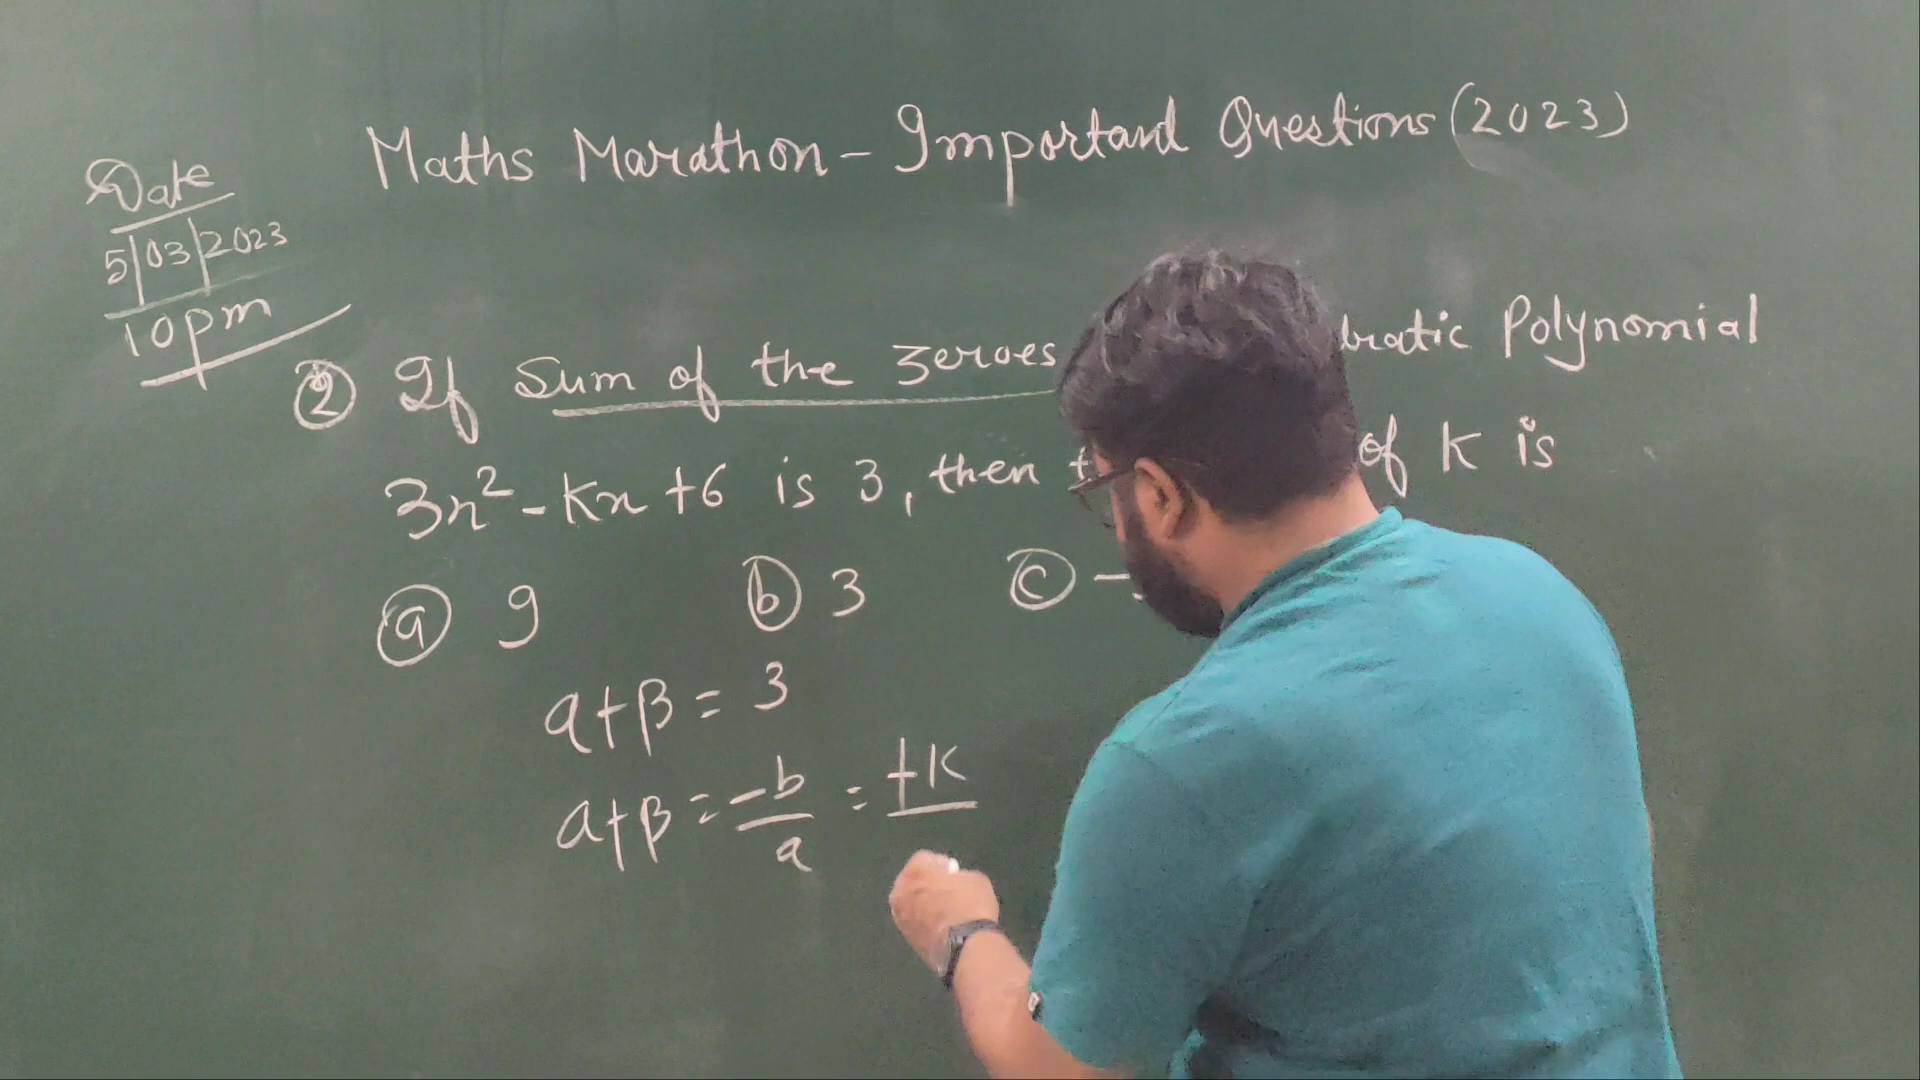 Maths Marathon - Important Questions (2023)
Date
5|03|2023
10pm
② If Sum of the zeroes Polynomial
3x² - Kx + 6 is 3, then of K is
ⓐ 9 ⓑ 3 ⓒ -
α+β = 3
α+β = -b/a = +K